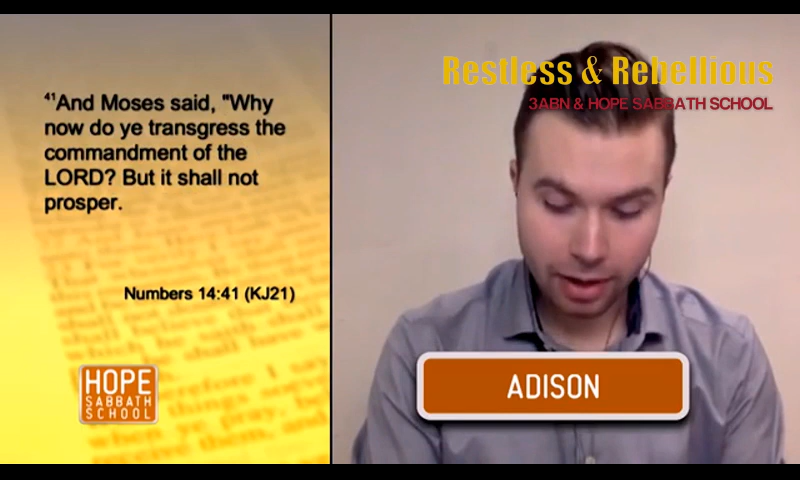 Restless & Rebellious
3ABN & HOPE SABBATH SCHOOL
⁴¹And Moses said, "Why
now do ye transgress the
commandment of the
LORD? But it shall not
prosper.
Numbers 14:41 (KJ21)
HOPE
SABBATH
SCHOOL
ADISON